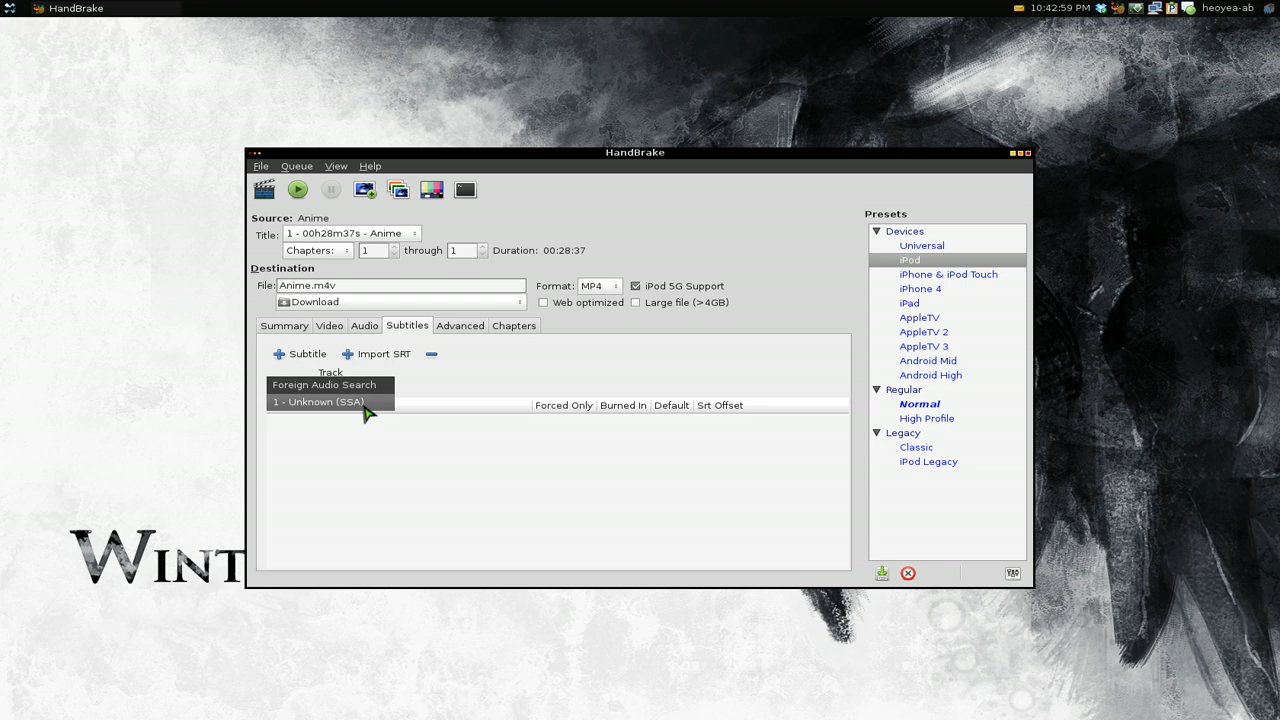 HandBrake
10:42:59 PM
heoyea-ab
HandBrake
File Queue View Help
Source: Anime
Title: 1 - 00h28m37s - Anime
Chapters: 1 through 1 Duration: 00:28:37
Destination
File: Anime.m4v Format: MP4 iPod 5G Support
Download Web optimized Large file (>4GB)
Summary Video Audio Subtitles Advanced Chapters
Subtitle Import SRT
Track
Foreign Audio Search
1 - Unknown (SSA)
Forced Only Burned In Default Srt Offset
Presets
Devices
Universal
iPod
iPhone & iPod Touch
iPhone 4
iPad
AppleTV
AppleTV 2
AppleTV 3
Android Mid
Android High
Regular
Normal
High Profile
Legacy
Classic
iPod Legacy
WINT